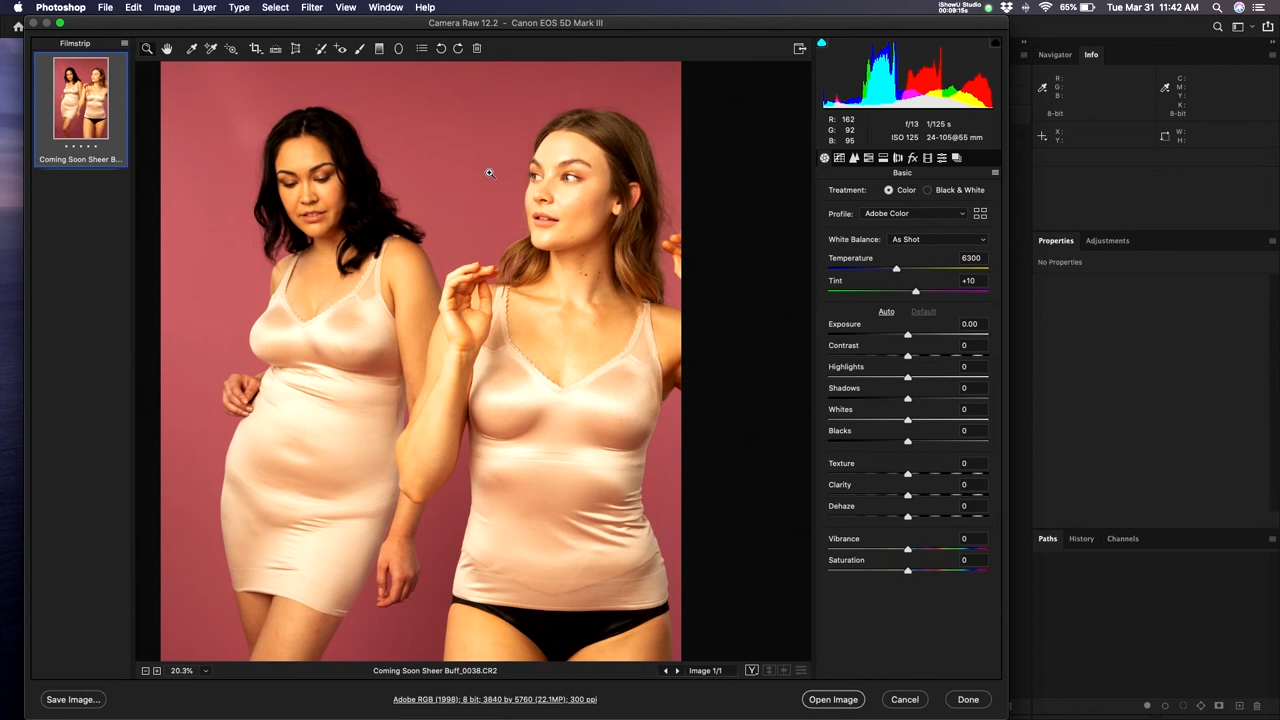 Photoshop File Edit Image Layer Type Select Filter View Window Help
iShowU Studio
00:09:15s
65% Tue Mar 31 11:42 AM
Camera Raw 12.2 - Canon EOS 5D Mark III
Filmstrip
Coming Soon Sheer B...
R: 162
G: 92
B: 95
f/13 1/125 s
ISO 125 24-105@55 mm
Basic
Treatment: Color Black & White
Profile: Adobe Color
White Balance: As Shot
Temperature 6300
Tint +10
Auto Default
Exposure 0.00
Contrast 0
Highlights 0
Shadows 0
Whites 0
Blacks 0
Texture 0
Clarity 0
Dehaze 0
Vibrance 0
Saturation 0
Navigator Info
R: C:
G: M:
B: Y:
K:
8-bit 8-bit
X: W:
Y: H:
Properties Adjustments
No Properties
Paths History Channels
20.3% Coming Soon Sheer Buff_0038.CR2 Image 1/1 Y
Save Image... Adobe RGB (1998); 8 bit; 3840 by 5760 (22.1MP); 300 ppi Open Image Cancel Done